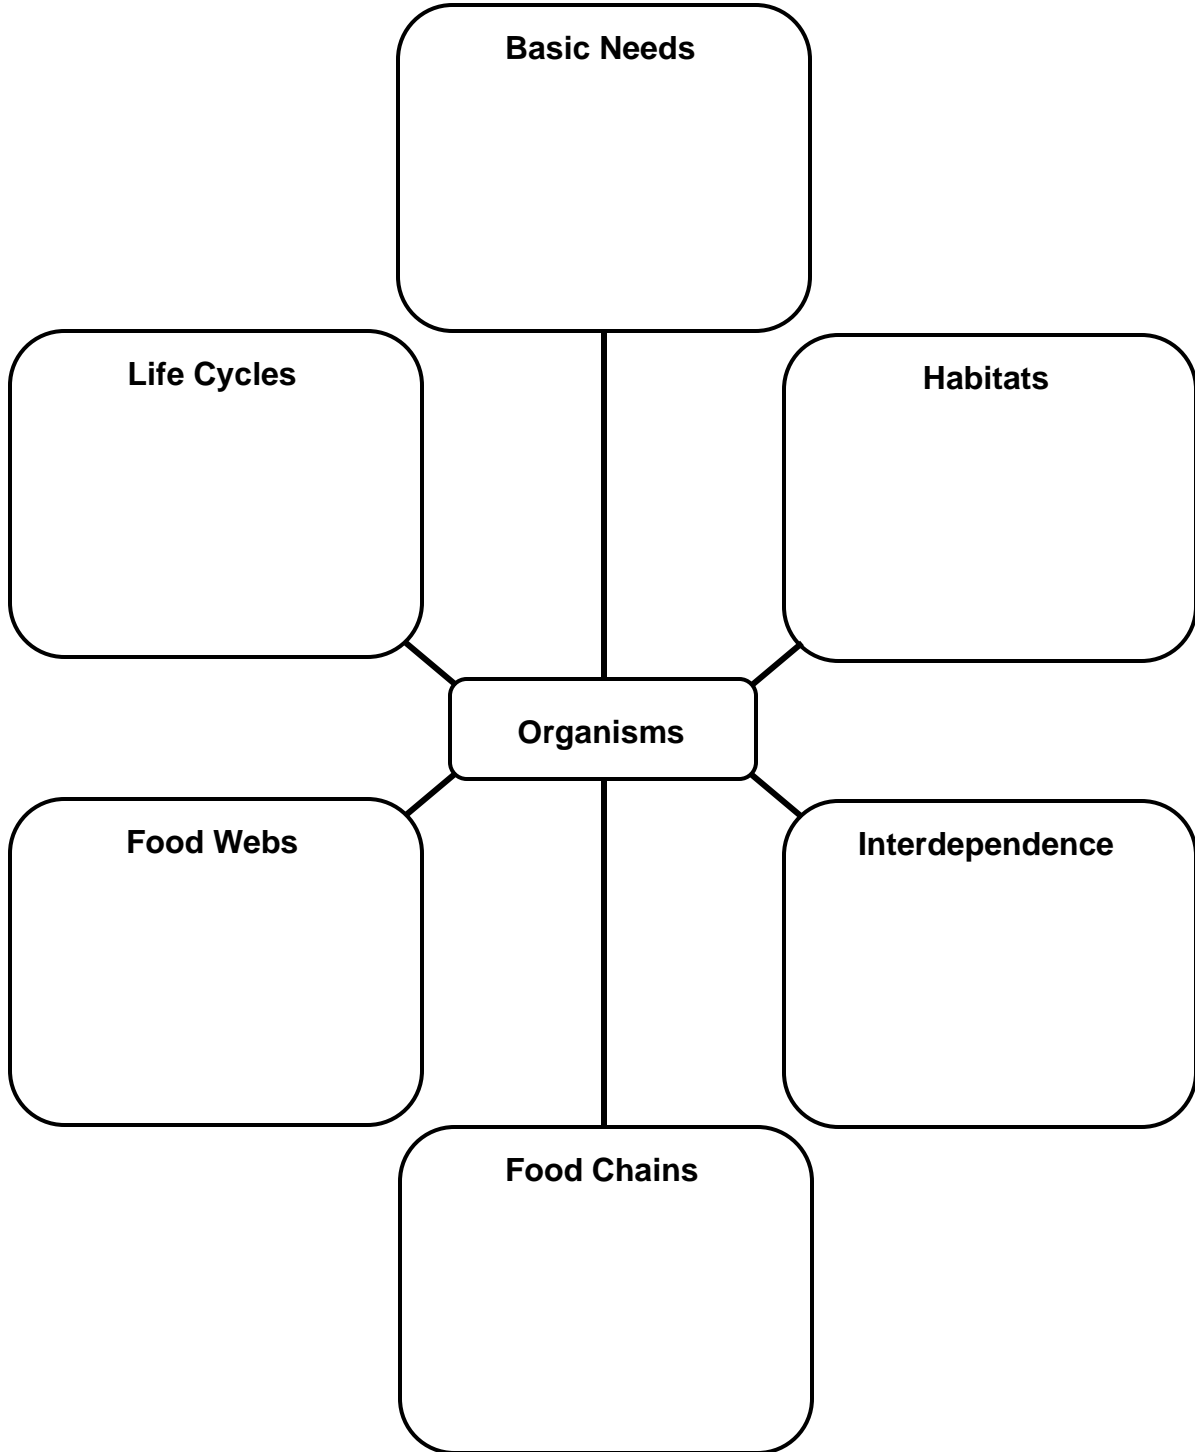 Basic Needs
Life Cycles
Habitats
Organisms
Food Webs
Interdependence
Food Chains